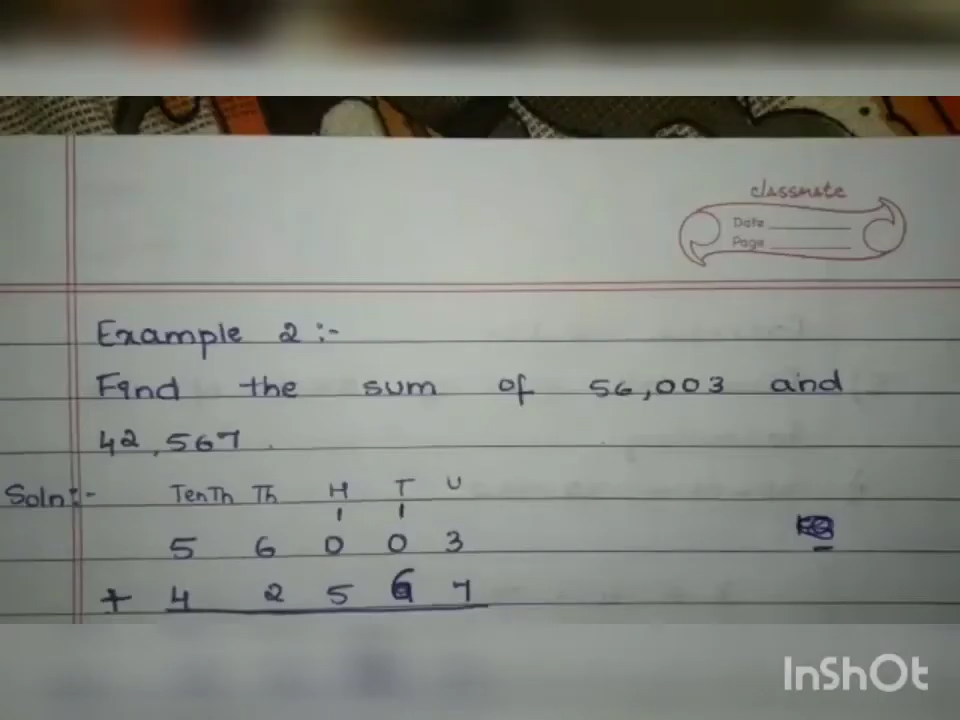 classmate
Date
Page
Example 2 :-
Find the sum of 56,003 and
42,567.
Soln :- TenTh Th H T U
1 1
5 6 0 0 3
+ 4 2 5 6 7
InShOt